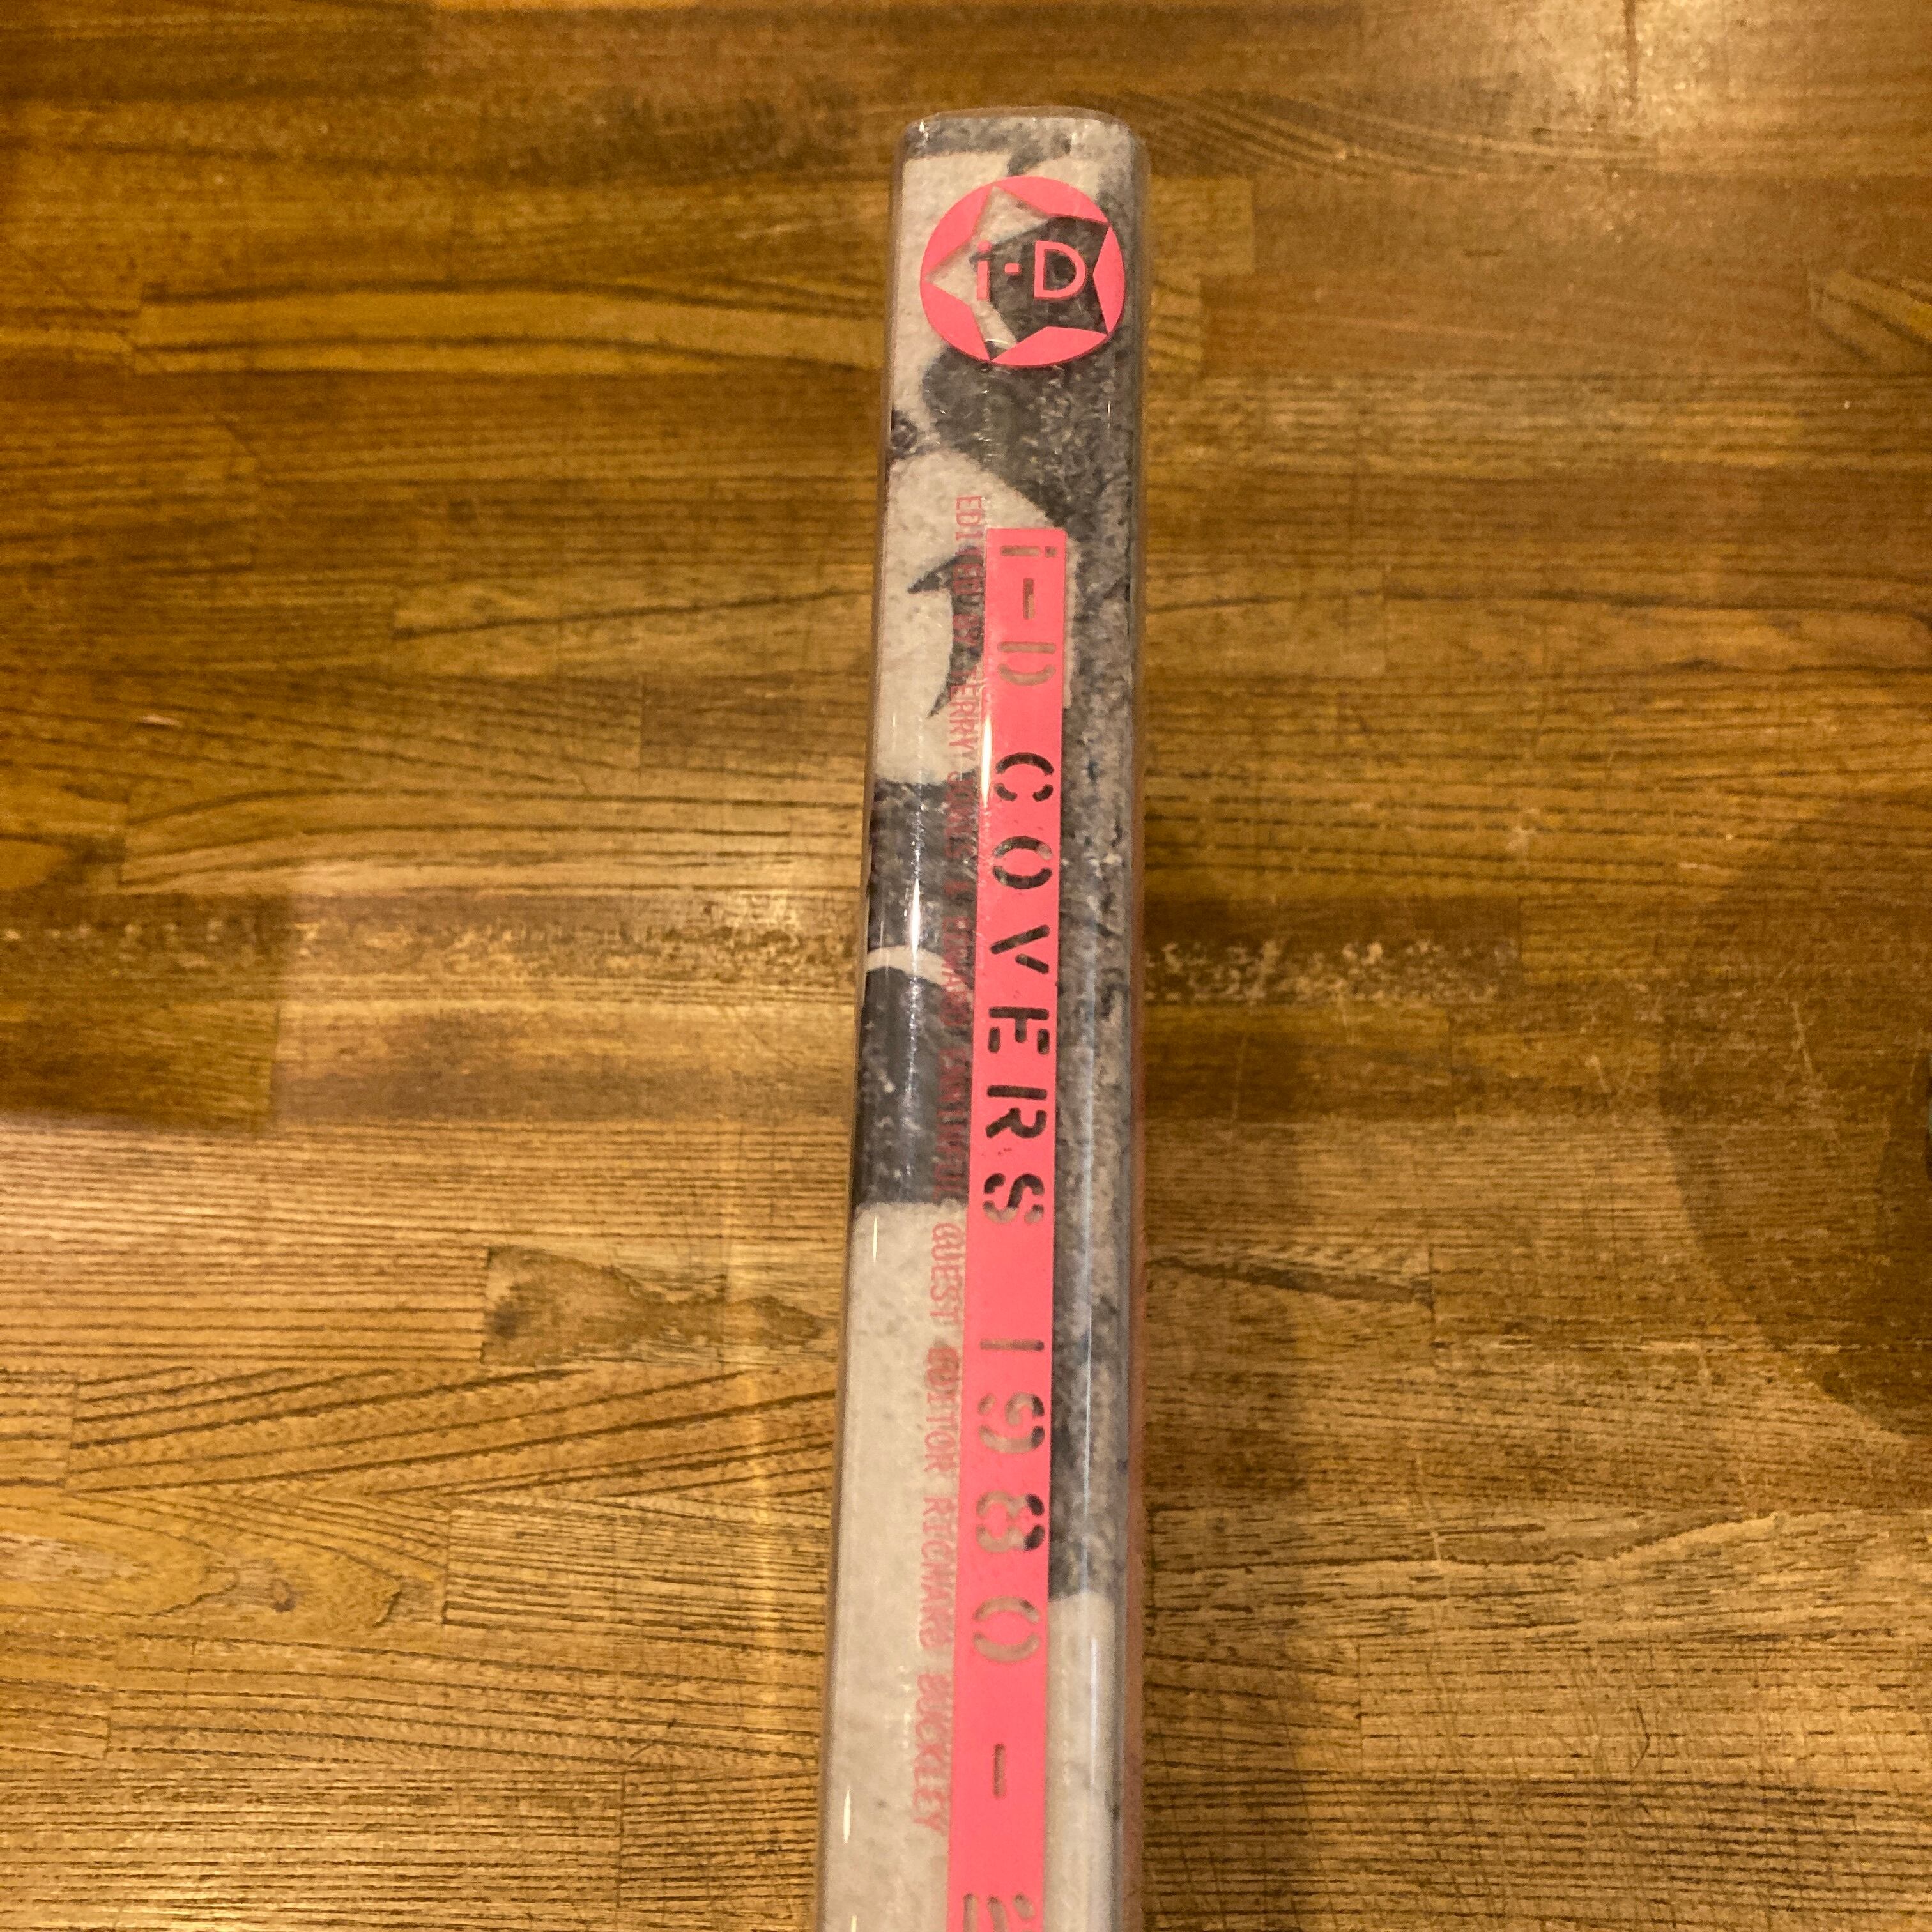 i-D
i-D COVERS 1980 -
EDITED BY TERRY JONES & EDWARD ENNINFUL GUEST EDITOR RICHARD BUCKLEY